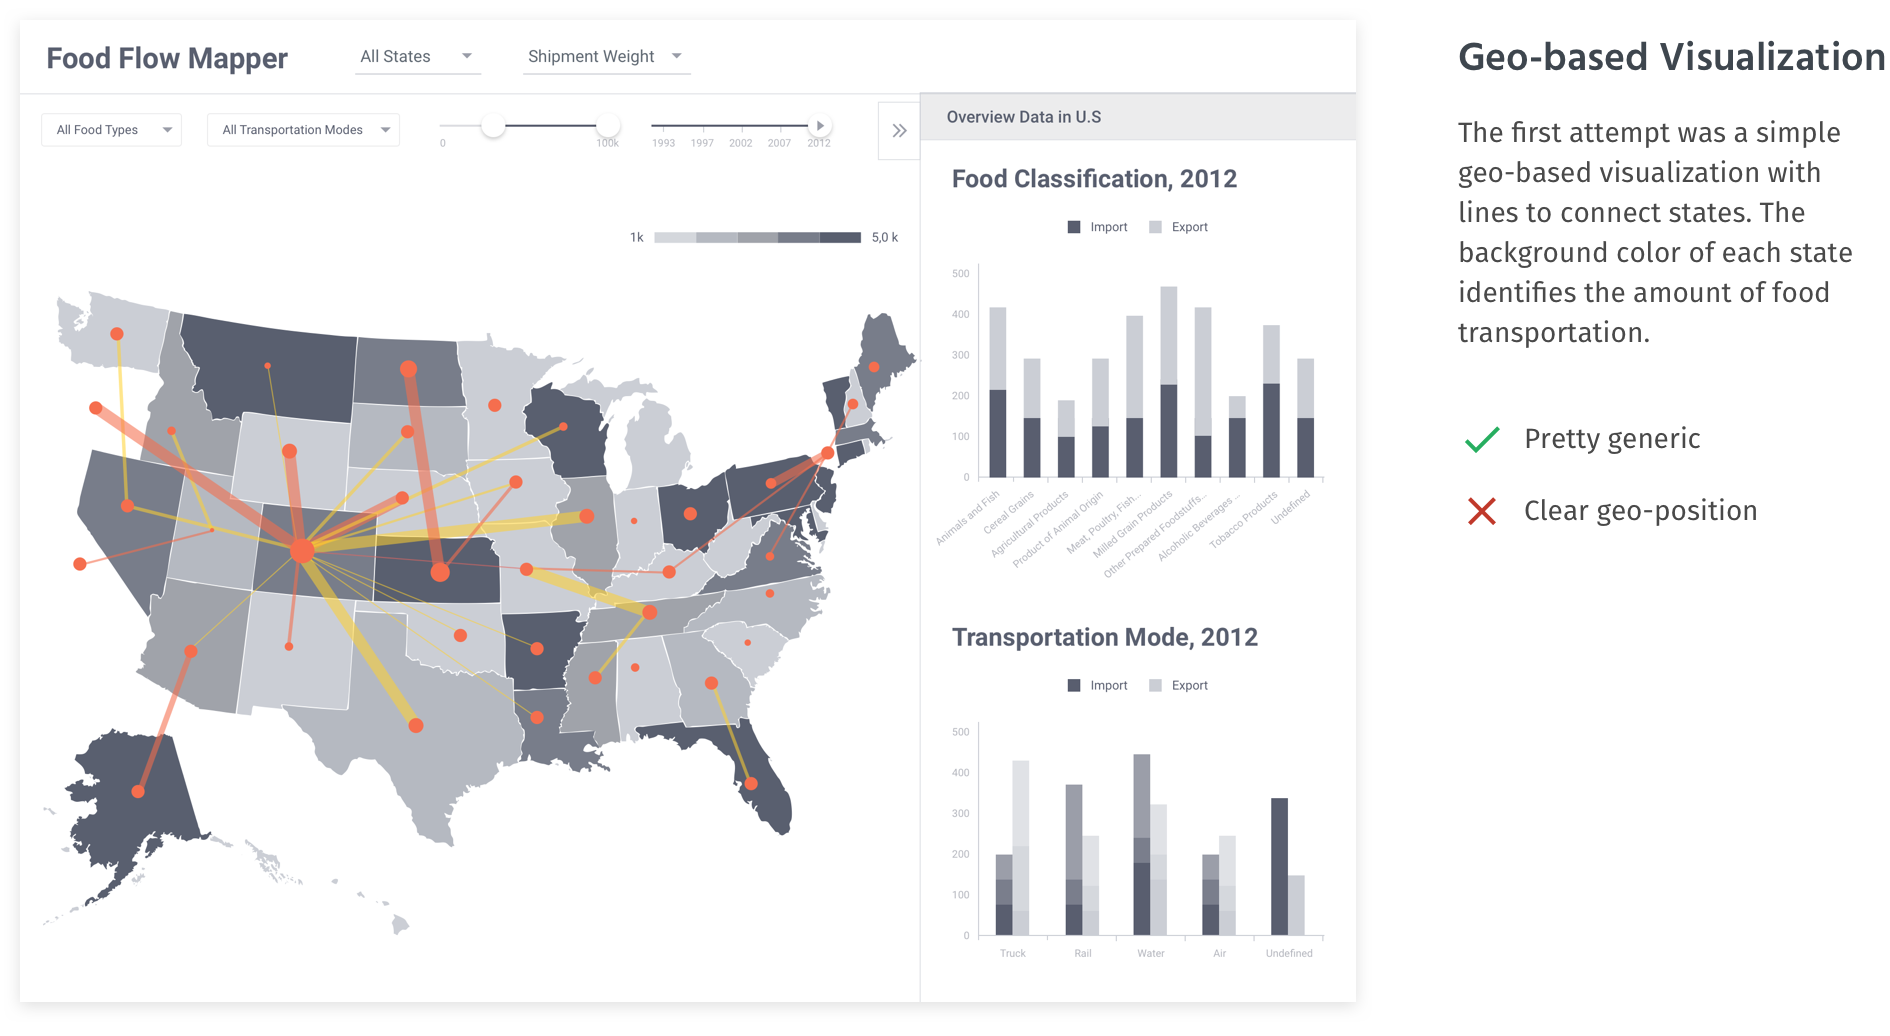 Food Flow Mapper
All States
Shipment Weight
All Food Types
All Transportation Modes
0
100k
1993
1997
2002
2007
2012
1k
5,0 k
Overview Data in U.S
Food Classification, 2012
Import
Export
500
400
300
200
100
0
Animals and Fish
Cereal Grains
Agricultural Products
Product of Animal Origin
Meat, Poultry, Fish...
Milled Grain Products
Other Prepared Foodstuffs...
Alcoholic Beverages ...
Tobacco Products
Undefined
Transportation Mode, 2012
Import
Export
500
400
300
200
100
0
Truck
Rail
Water
Air
Undefined
Geo-based Visualization
The first attempt was a simple
geo-based visualization with
lines to connect states. The
background color of each state
identifies the amount of food
transportation.
Pretty generic
Clear geo-position